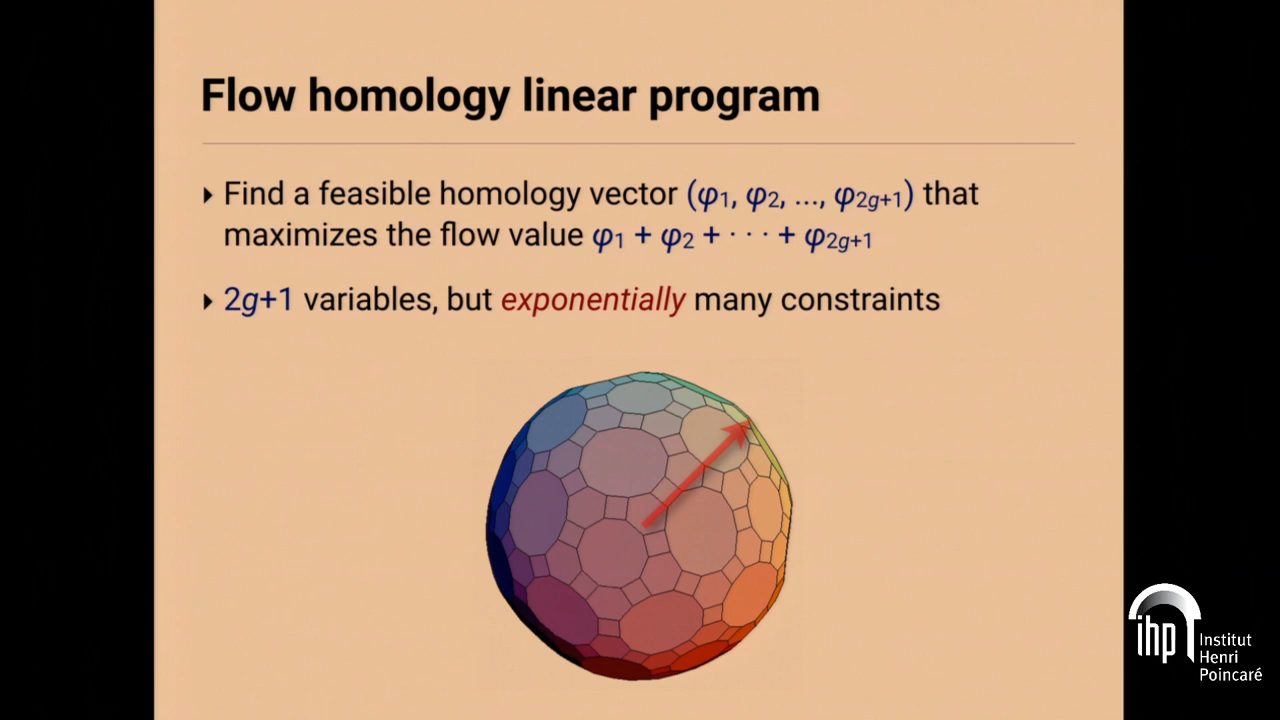 Flow homology linear program
‣ Find a feasible homology vector (φ₁, φ₂, ..., φ₂g₊₁) that
maximizes the flow value φ₁ + φ₂ + · · · + φ₂g₊₁
‣ 2g+1 variables, but exponentially many constraints
ihp
Institut
Henri
Poincaré